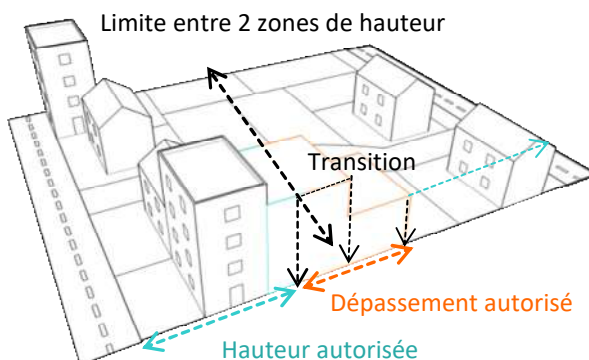 Limite entre 2 zones de hauteur
Transition
Dépassement autorisé
Hauteur autorisée